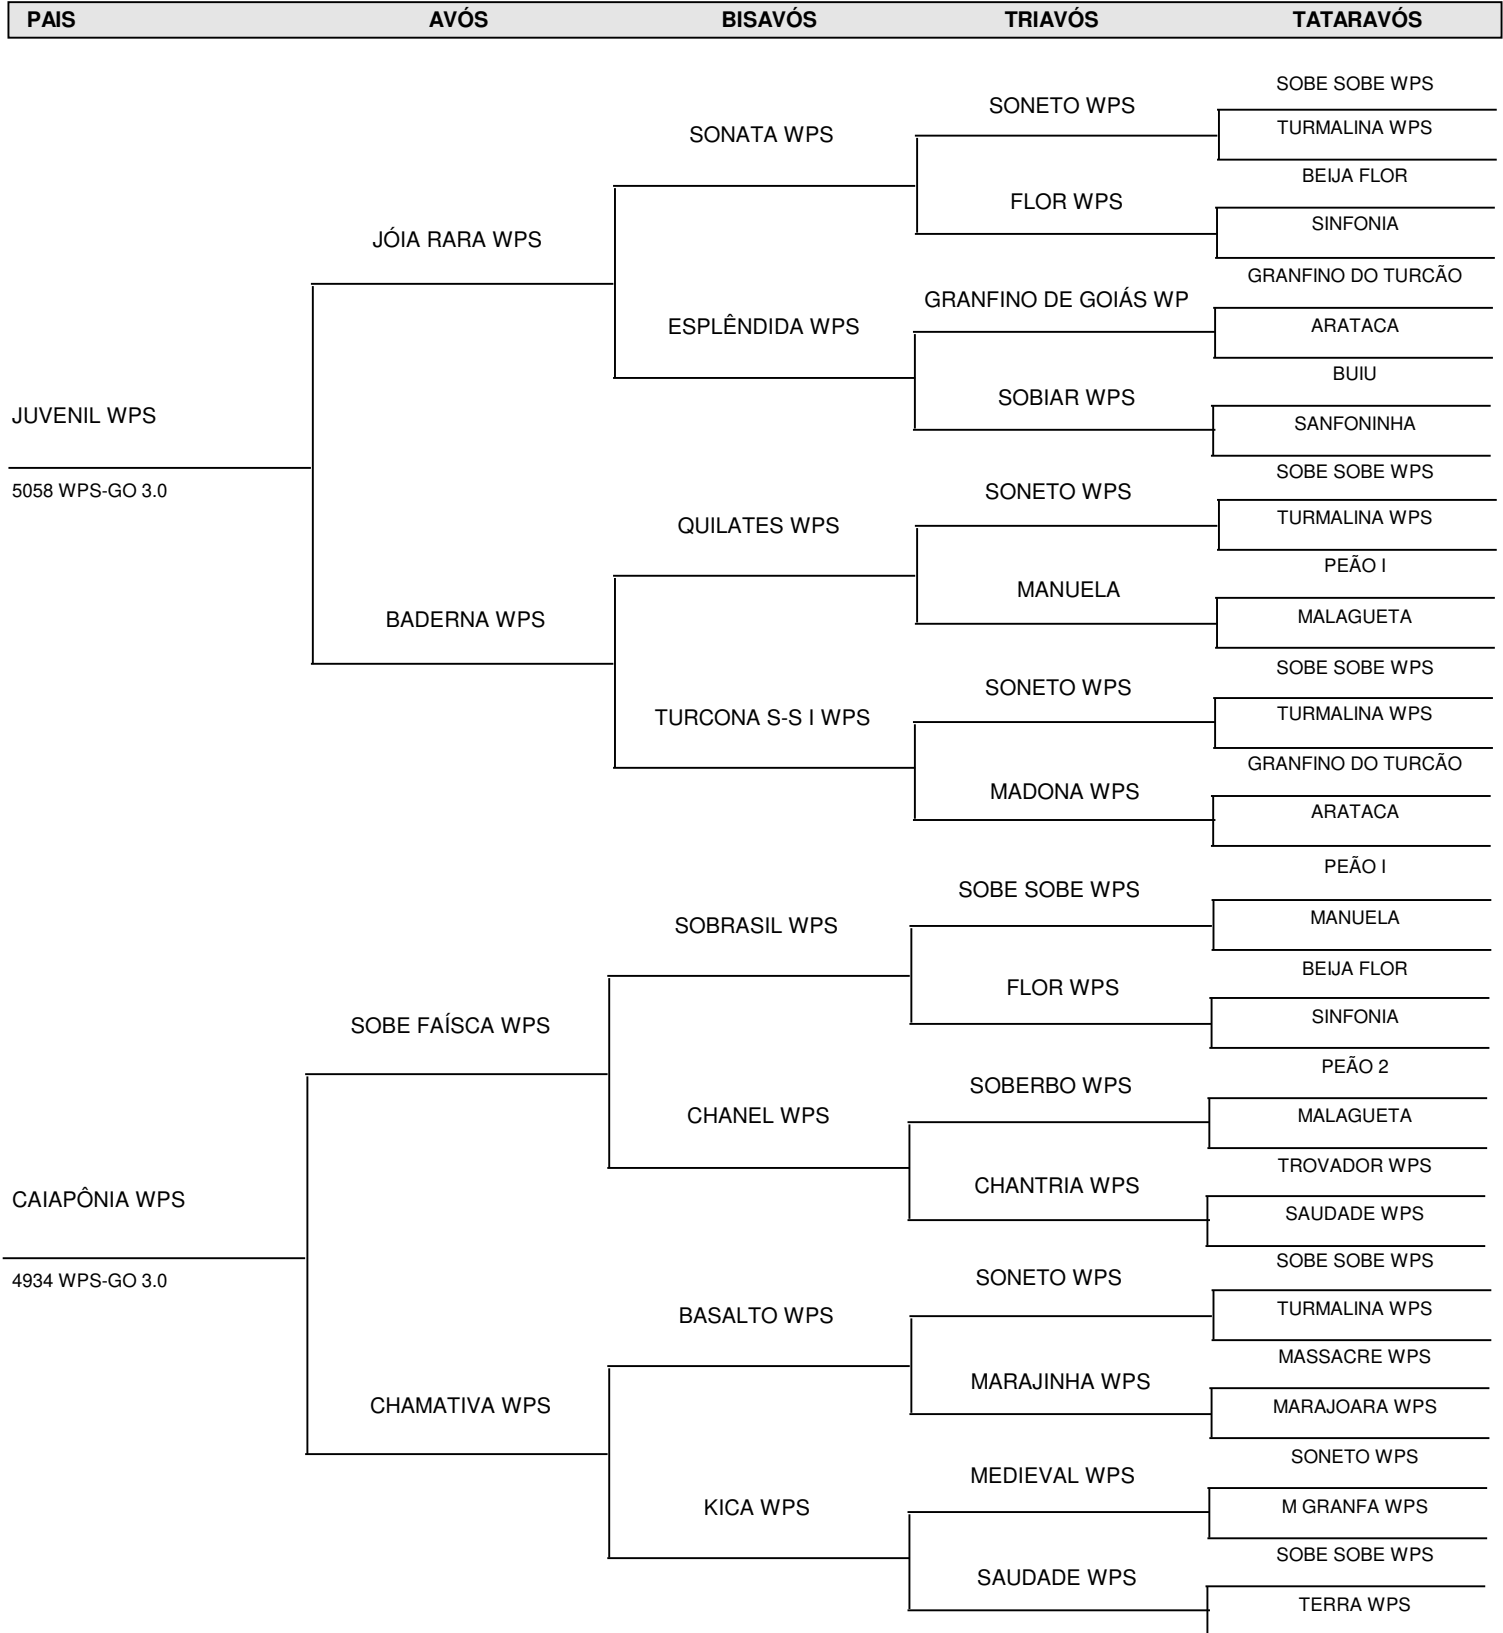 PAIS AVÓS BISAVÓS TRIAVÓS TATARAVÓS
SOBE SOBE WPS
SONETO WPS
TURMALINA WPS
SONATA WPS
BEIJA FLOR
FLOR WPS
SINFONIA
JÓIA RARA WPS
GRANFINO DO TURCÃO
GRANFINO DE GOIÁS WP
ESPLÊNDIDA WPS
ARATACA
BUIU
SOBIAR WPS
JUVENIL WPS
SANFONINHA
SOBE SOBE WPS
5058 WPS-GO 3.0
SONETO WPS
TURMALINA WPS
QUILATES WPS
PEÃO I
MANUELA
MALAGUETA
BADERNA WPS
SOBE SOBE WPS
SONETO WPS
TURMALINA WPS
TURCONA S-S I WPS
GRANFINO DO TURCÃO
MADONA WPS
ARATACA
PEÃO I
SOBE SOBE WPS
MANUELA
SOBRASIL WPS
BEIJA FLOR
FLOR WPS
SINFONIA
SOBE FAÍSCA WPS
PEÃO 2
SOBERBO WPS
CHANEL WPS
MALAGUETA
TROVADOR WPS
CHANTRIA WPS
CAIAPÔNIA WPS
SAUDADE WPS
SOBE SOBE WPS
4934 WPS-GO 3.0
SONETO WPS
TURMALINA WPS
BASALTO WPS
MASSACRE WPS
MARAJINHA WPS
CHAMATIVA WPS
MARAJOARA WPS
SONETO WPS
MEDIEVAL WPS
KICA WPS
M GRANFA WPS
SOBE SOBE WPS
SAUDADE WPS
TERRA WPS